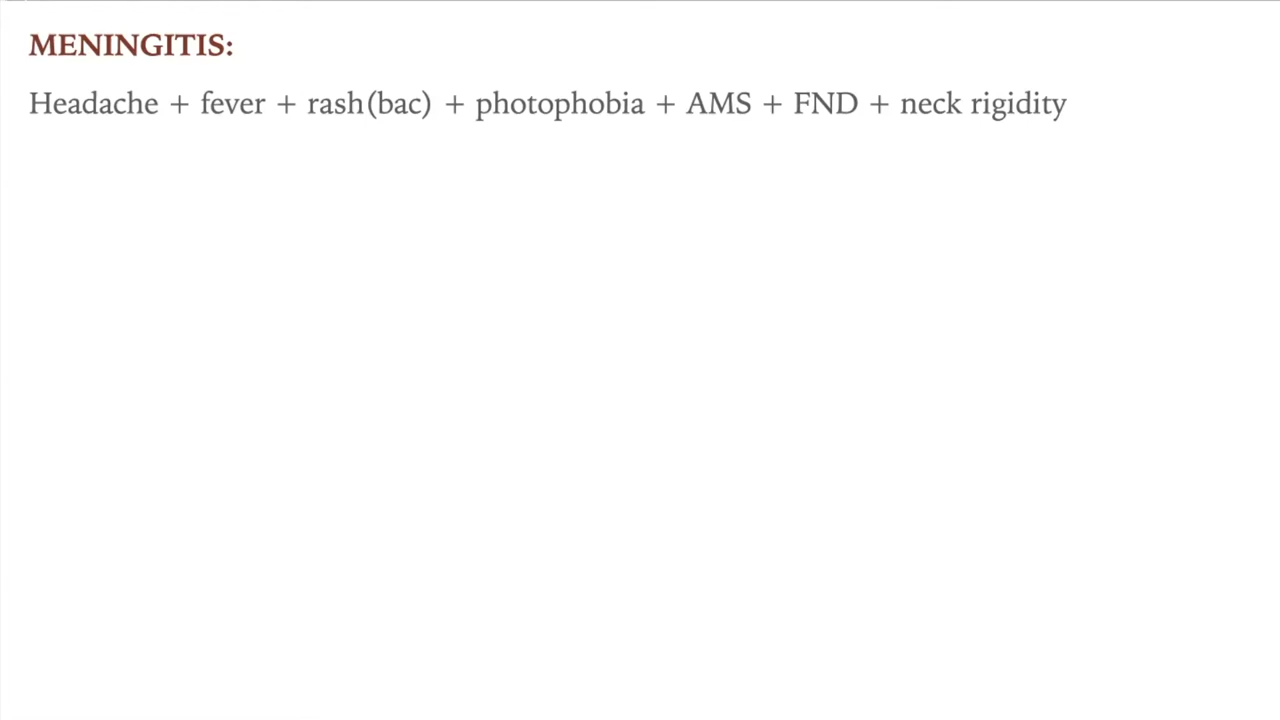 MENINGITIS:
Headache + fever + rash(bac) + photophobia + AMS + FND + neck rigidity